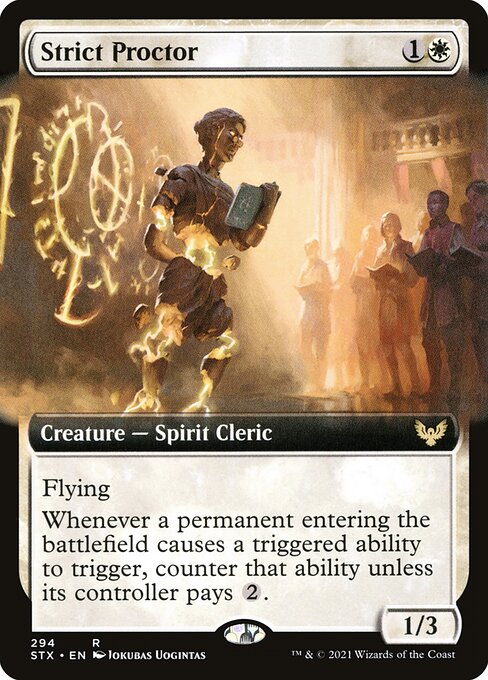 Strict Proctor 1
Creature — Spirit Cleric
Flying
Whenever a permanent entering the
battlefield causes a triggered ability
to trigger, counter that ability unless
its controller pays 2.
1/3
294 R
STX • EN JOKUBAS UOGINTAS
™ & © 2021 Wizards of the Coast